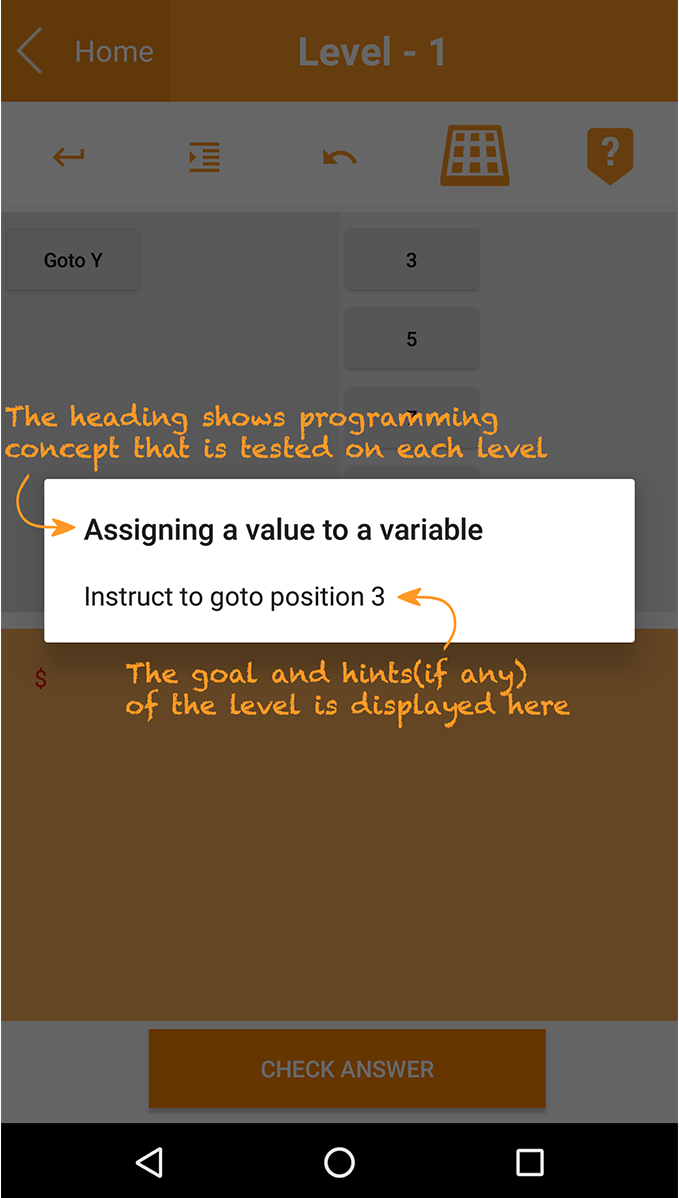 Home
Level - 1
?
Goto Y
3
5
7
The heading shows programming
concept that is tested on each level
Assigning a value to a variable
Instruct to goto position 3
$
The goal and hints(if any)
of the level is displayed here
CHECK ANSWER